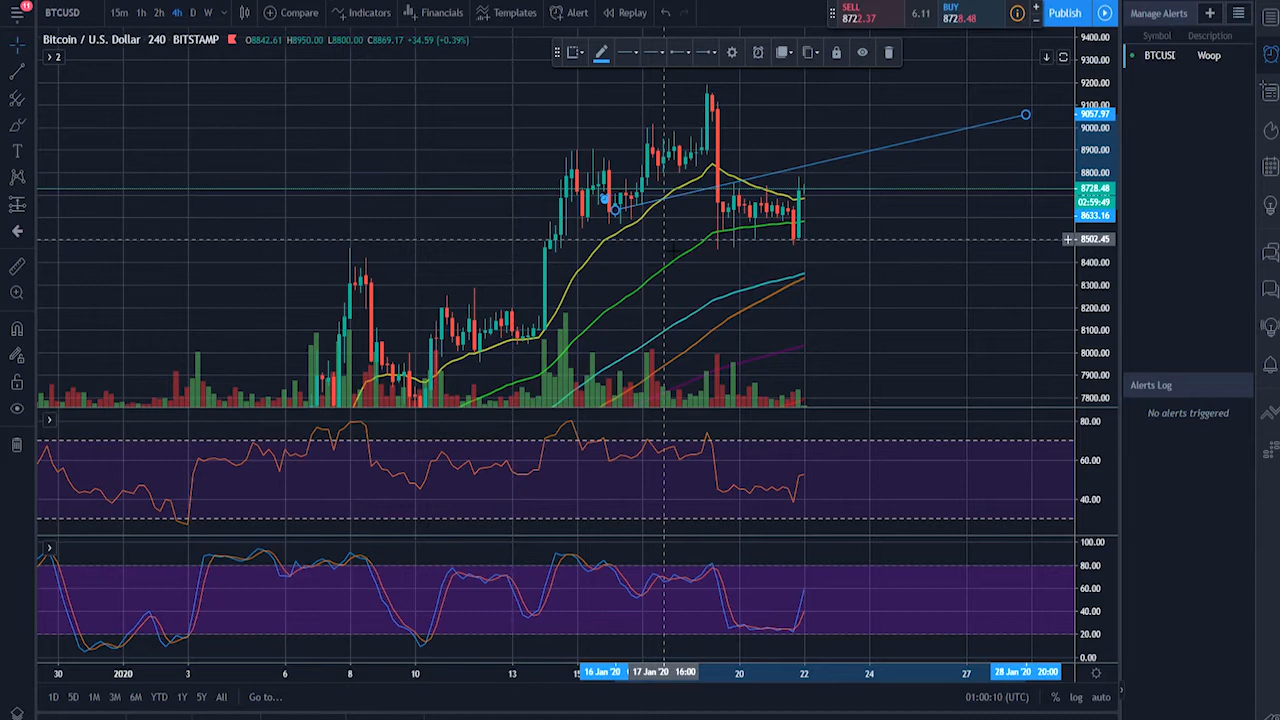 11
BTCUSD 15m 1h 2h 4h D W Compare Indicators Financials Templates Alert Replay
SELL 8722.37 6.11 BUY 8728.48
Publish
Manage Alerts
Symbol Description
BTCUSI Woop
Bitcoin / U.S. Dollar 240 BITSTAMP O8842.61 H8950.00 L8800.00 C8869.17 +34.59 (+0.39%)
2
9400.00
9300.00
9200.00
9100.00
9057.97
9000.00
8900.00
8800.00
8728.48
02:59:49
8633.16
8502.45
8400.00
8300.00
8200.00
8100.00
8000.00
7900.00
7800.00
Alerts Log
No alerts triggered
80.00
60.00
40.00
100.00
80.00
60.00
40.00
20.00
0.00
30 2020 3 6 8 10 13 16 Jan '20 17 Jan '20 16:00 20 22 24 27 28 Jan '20 20:00
1D 5D 1M 3M 6M YTD 1Y 5Y All Go to... 01:00:10 (UTC) % log auto